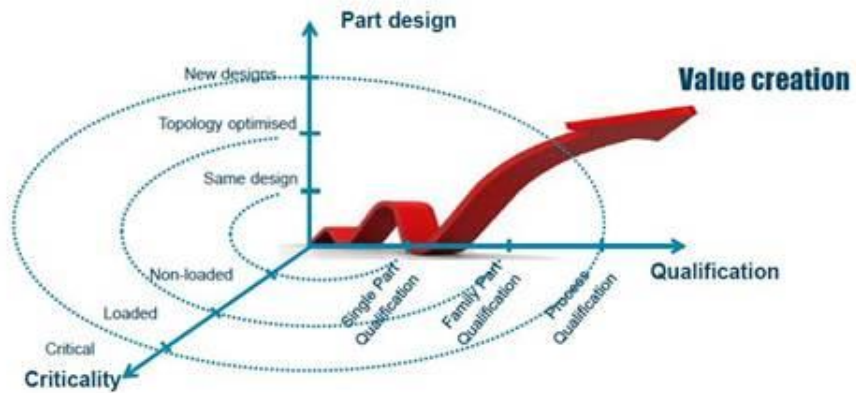 Part design
New designs
Value creation
Topology optimised
Same design
Qualification
Non-loaded
Single Part
Qualification
Family Part
Qualification
Process
Qualification
Loaded
Critical
Criticality